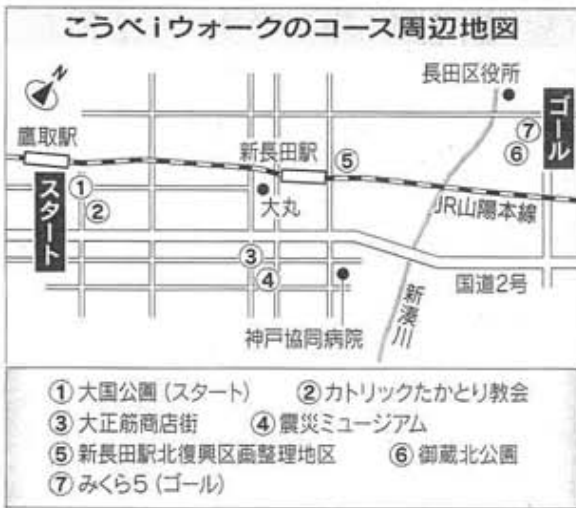 こうべiウォークのコース周辺地図
N
長田区役所
鷹取駅
新長田駅
⑤
⑦
⑥
ゴール
スタート
①
②
大丸
JR山陽本線
③
④
国道2号
新湊川
神戸協同病院
①大国公園(スタート) ②カトリックたかとり教会
③大正筋商店街 ④震災ミュージアム
⑤新長田駅北復興区画整理地区 ⑥御蔵北公園
⑦みくら5(ゴール)